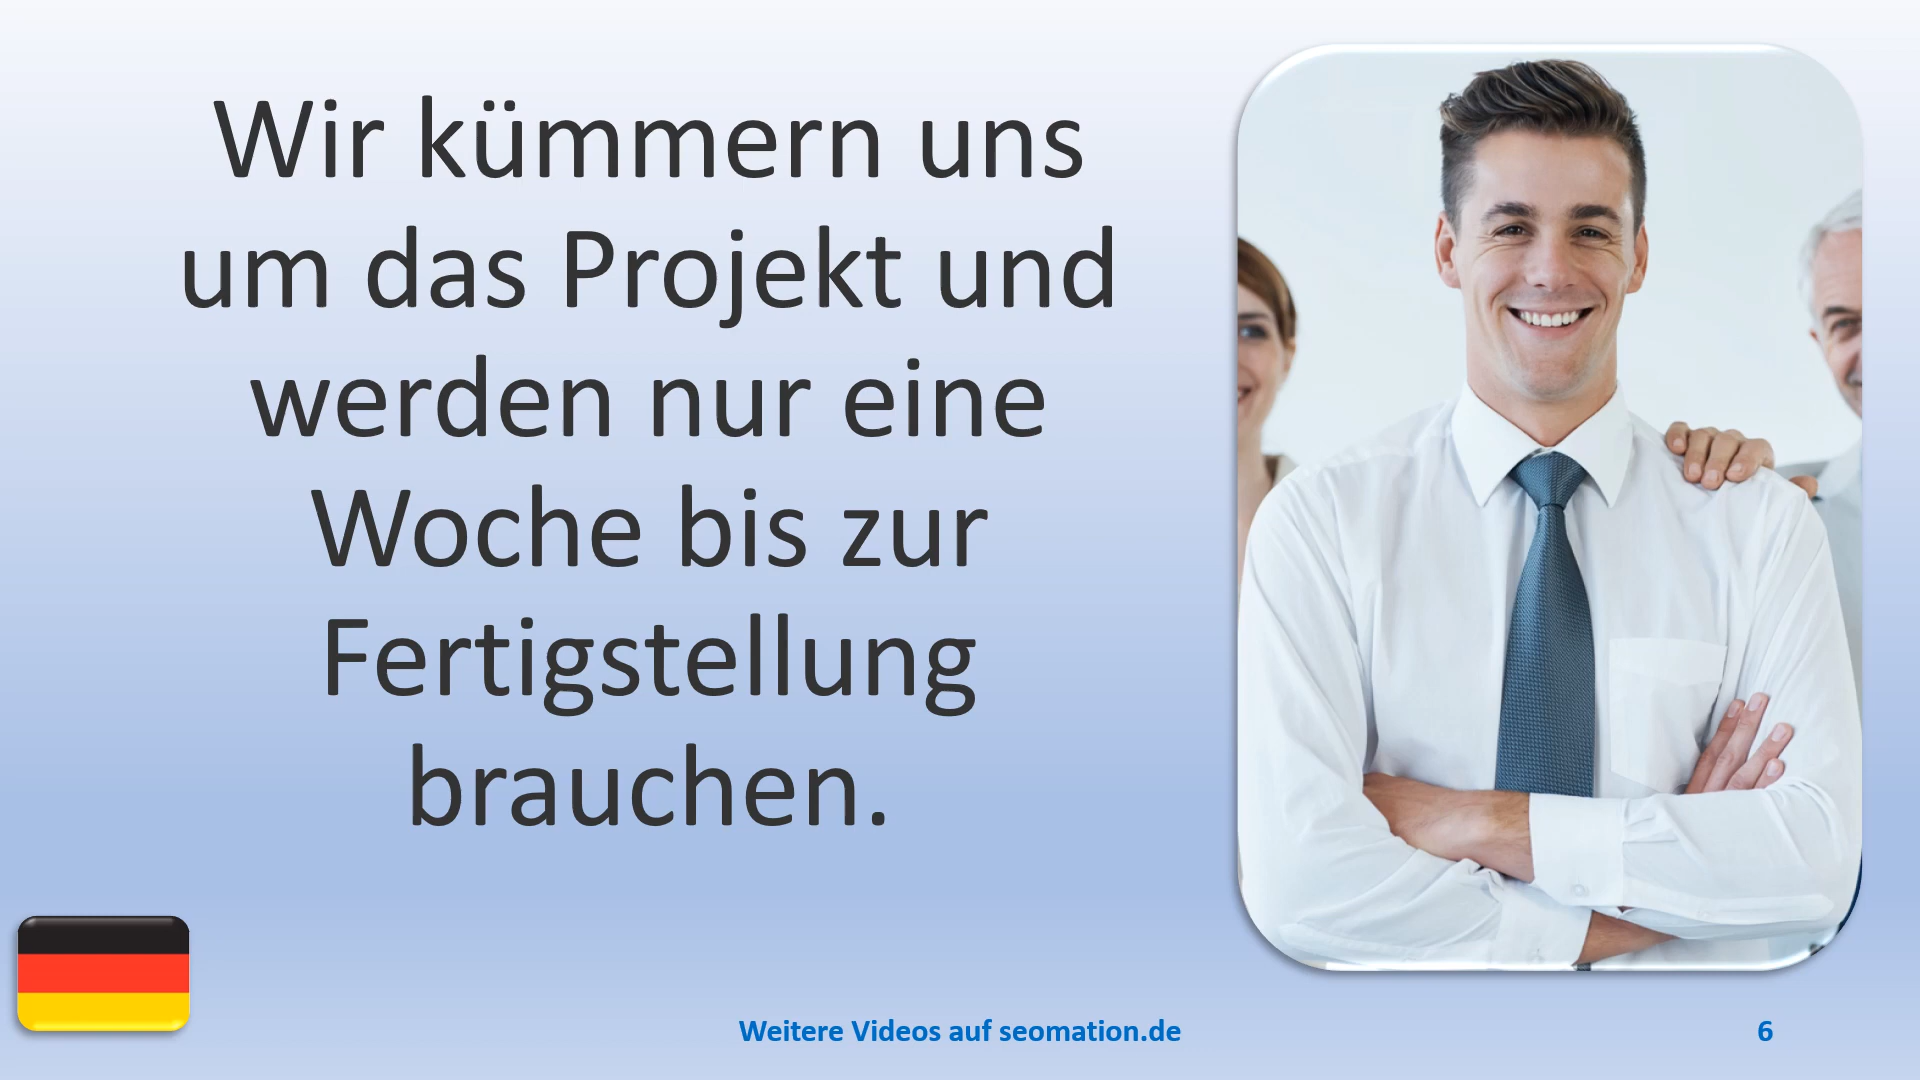 Wir kümmern uns
um das Projekt und
werden nur eine
Woche bis zur
Fertigstellung
brauchen.
Weitere Videos auf seomation.de
6